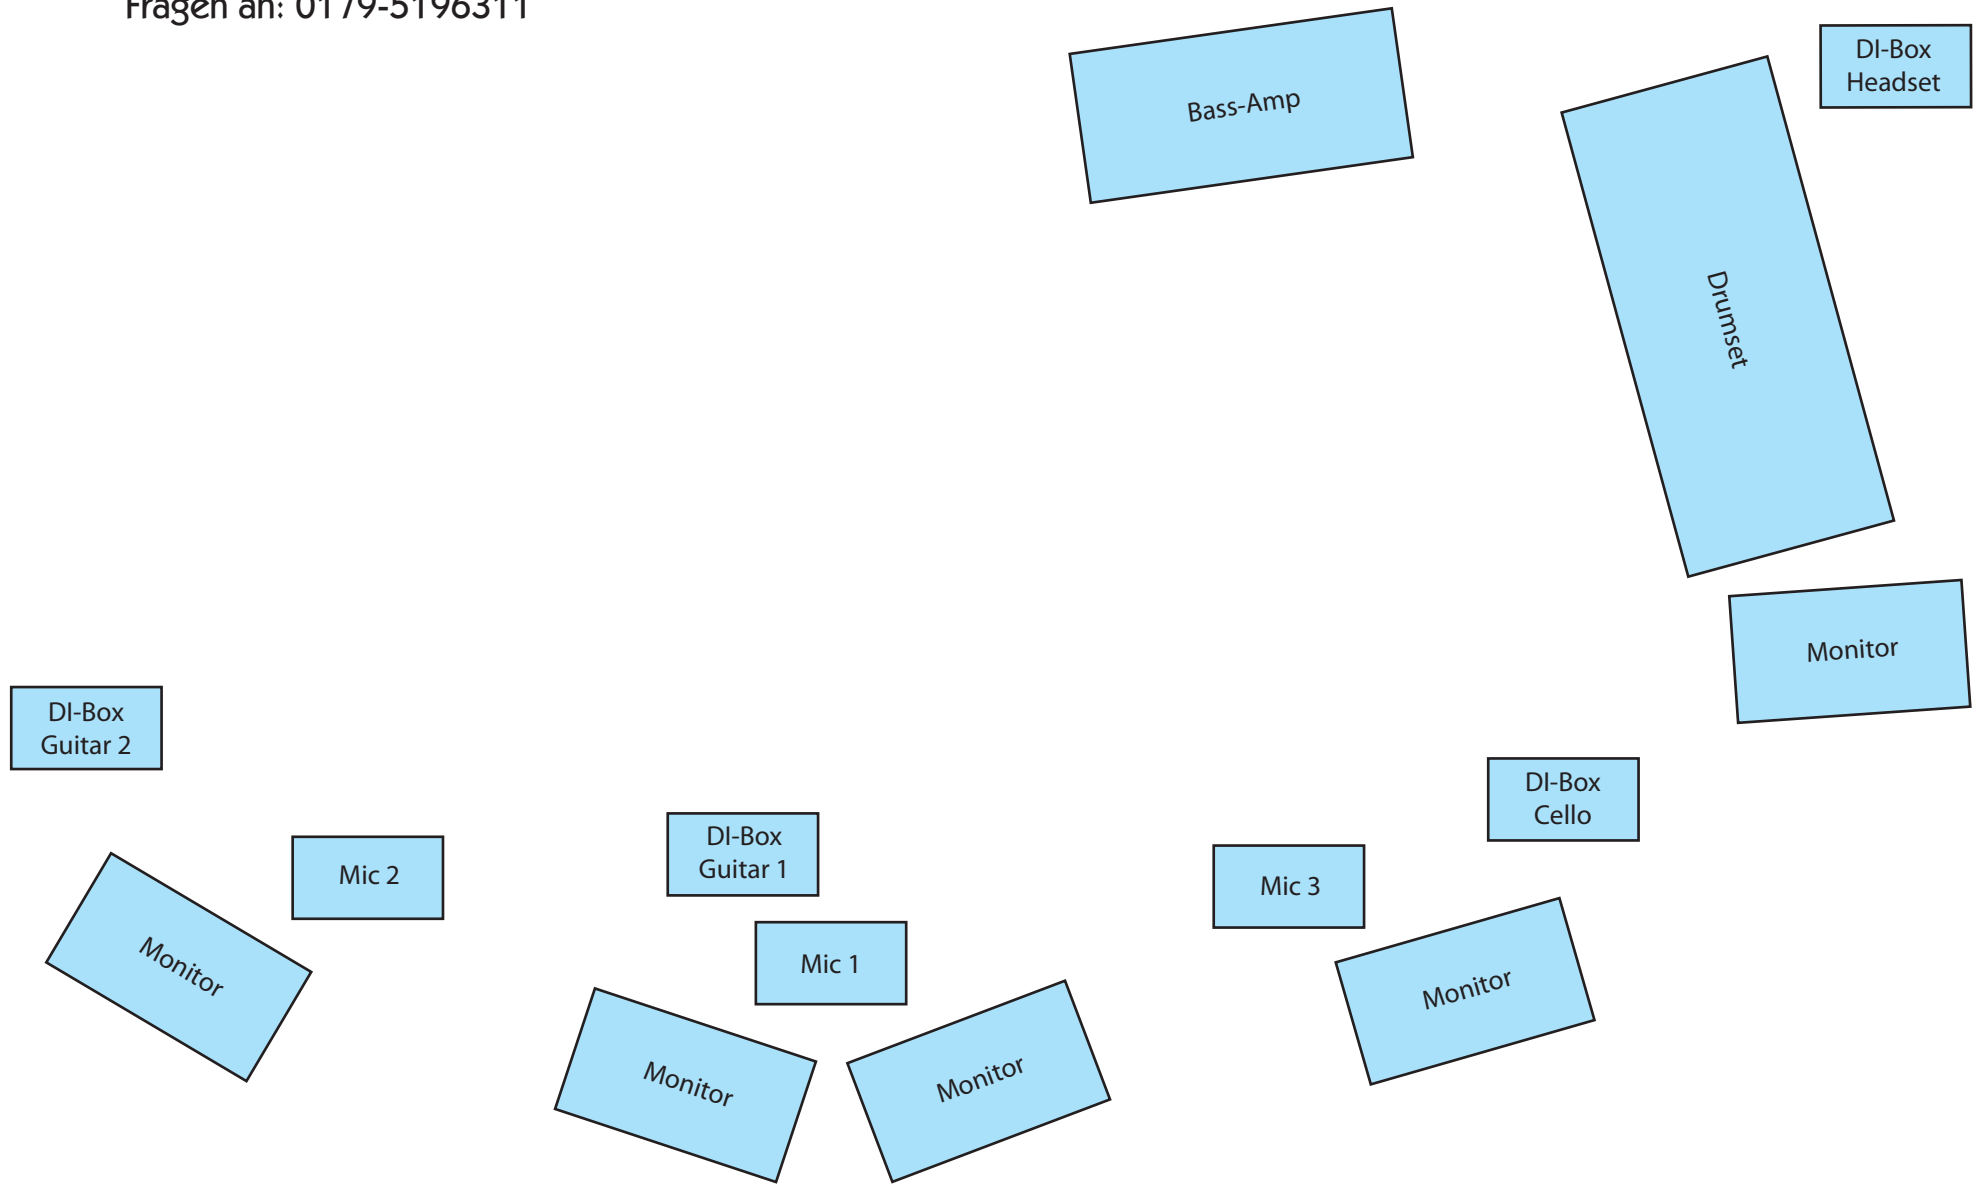 Fragen an: 0179-5196311
Bass-Amp
DI-Box
Headset
Drumset
Monitor
DI-Box
Guitar 2
DI-Box
Cello
Mic 2
DI-Box
Guitar 1
Mic 3
Monitor
Mic 1
Monitor
Monitor
Monitor